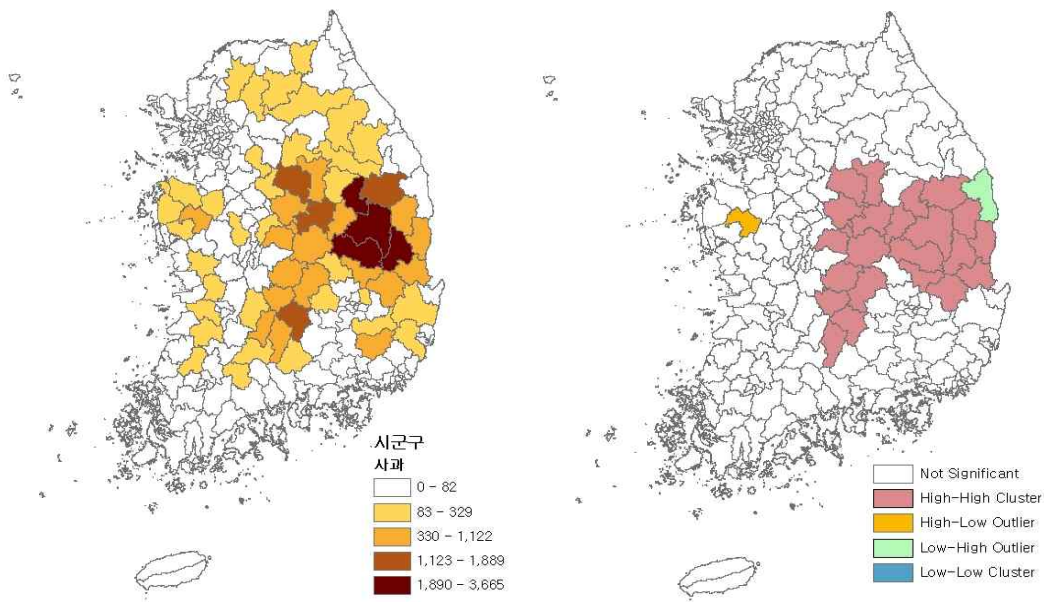 시군구
사과
0 - 82
83 - 329
330 - 1,122
1,123 - 1,889
1,890 - 3,665
Not Significant
High-High Cluster
High-Low Outlier
Low-High Outlier
Low-Low Cluster